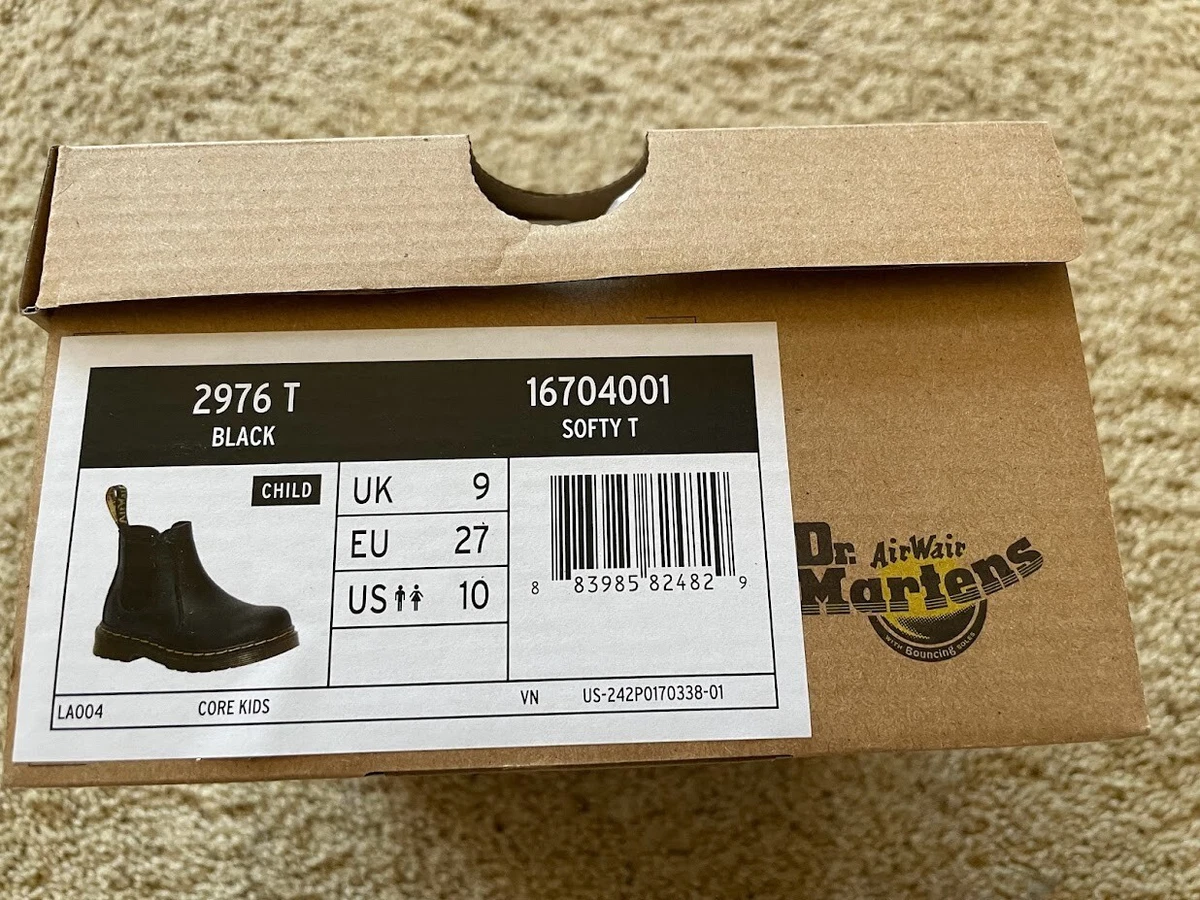 2976 T
BLACK
16704001
SOFTY T
CHILD
UK 9
EU 27
US 10
8 83985 82482 9
LA004 CORE KIDS VN US-242P0170338-01
Dr. AirWair
Martens
WITH Bouncing SOLES